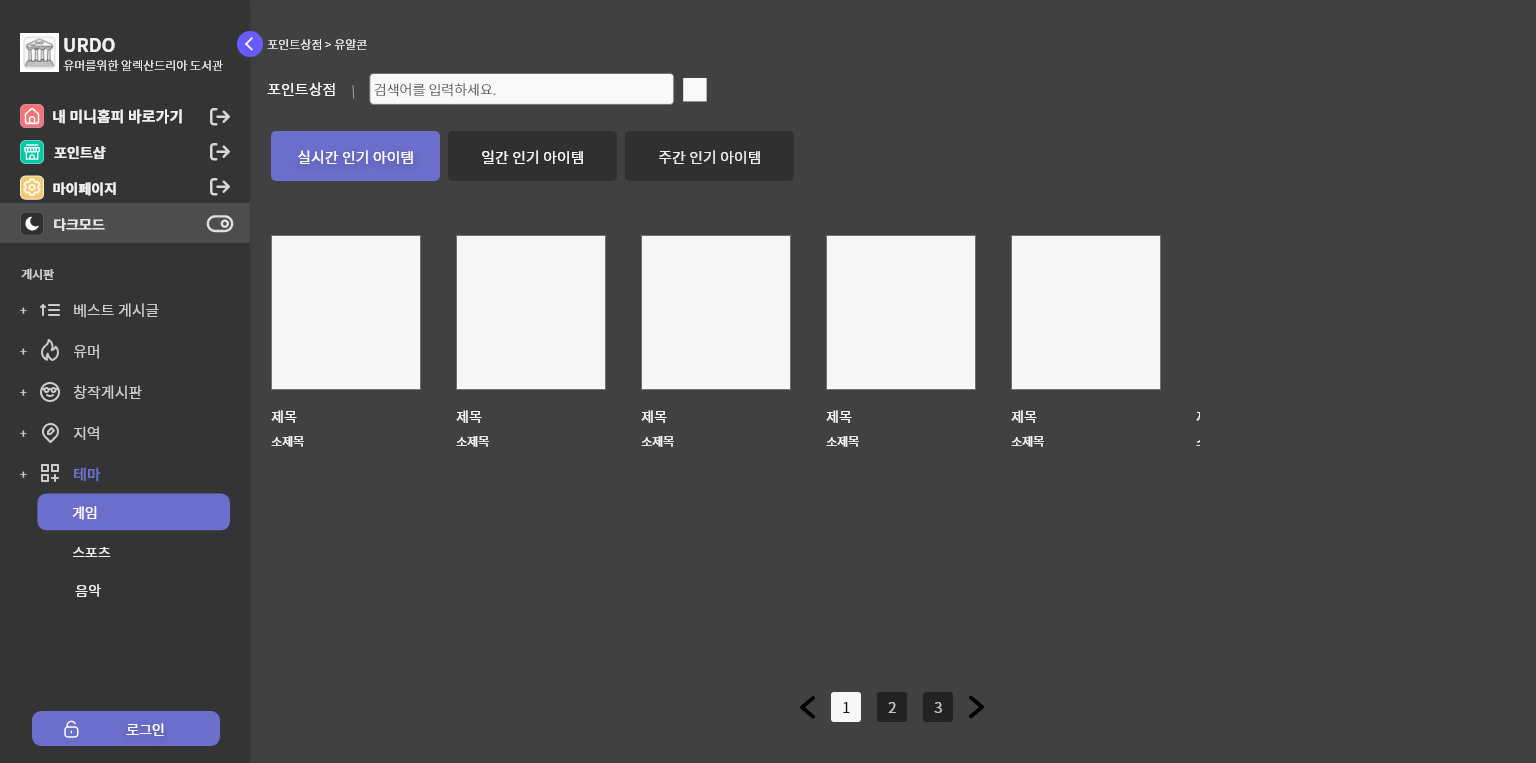 URDO
유머를위한 알렉산드리아 도서관
내 미니홈피 바로가기
포인트샵
마이페이지
다크모드
게시판
+ 베스트 게시글
+ 유머
+ 창작게시판
+ 지역
+ 테마
게임
스포츠
음악
로그인
포인트상점 > 유알콘
포인트상점 | 검색어를 입력하세요.
실시간 인기 아이템 일간 인기 아이템 주간 인기 아이템
제목 제목 제목 제목 제목
소제목 소제목 소제목 소제목 소제목
1 2 3